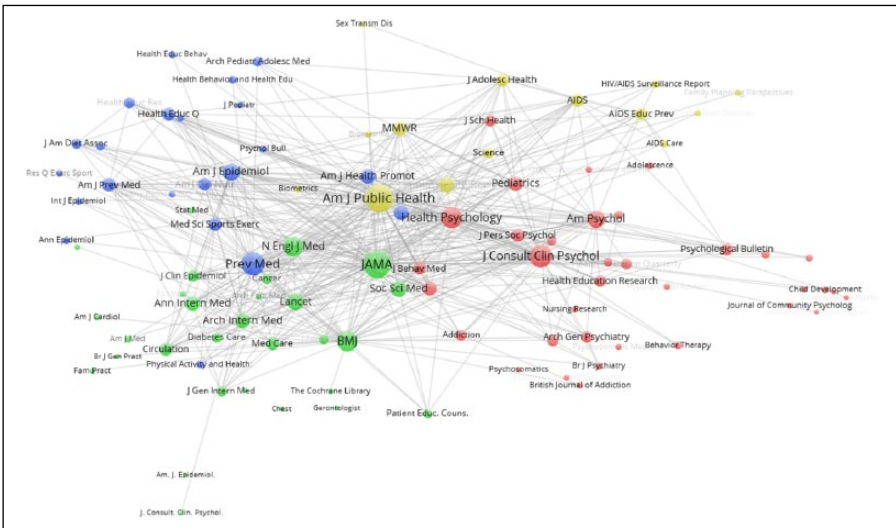 Sex Transm Dis
Health Educ Behav
Arch Pediatr Adolesc Med
Health Behavior and Health Edu
J Adolesc Health
HIV/AIDS Surveillance Report
Family Planning Perspectives
Health Educ Res
AIDS
J Pediatr
Health Educ Q
AIDS Educ Prev
J Sch Health
MMWR
J Am Diet Assoc
AIDS Care
Psychol Bull
Science
Adolescence
Res Q Exerc Sport
Am J Epidemiol
Am J Health Promot
Am J Prev Med
Pediatrics
Biometrics
Am J Public Health
Int J Epidemiol
Stat Med
Health Psychology
Am Psychol
Med Sci Sports Exerc
J Pers Soc Psychol
Ann Epidemiol
N Engl J Med
Psychological Bulletin
J Consult Clin Psychol
Prev Med
JAMA
J Behav Med
J Clin Epidemiol
Cancer
Health Education Research
Soc Sci Med
Child Development
Ann Intern Med
Lancet
Journal of Community Psycholog
Nursing Research
Am J Cardiol
Arch Intern Med
Addiction
Am J Med
Diabetes Care
Arch Gen Psychiatry
BMJ
Med Care
Behavior Therapy
Circulation
Br J Gen Pract
Physical Activity and Health:
Br J Psychiatry
Fam Pract
Psychosomatics
British Journal of Addiction
J Gen Intern Med
The Cochrane Library
Chest
Gerontologist
Patient Educ. Couns.
Am. J. Epidemiol.
J. Consult. Clin. Psychol.